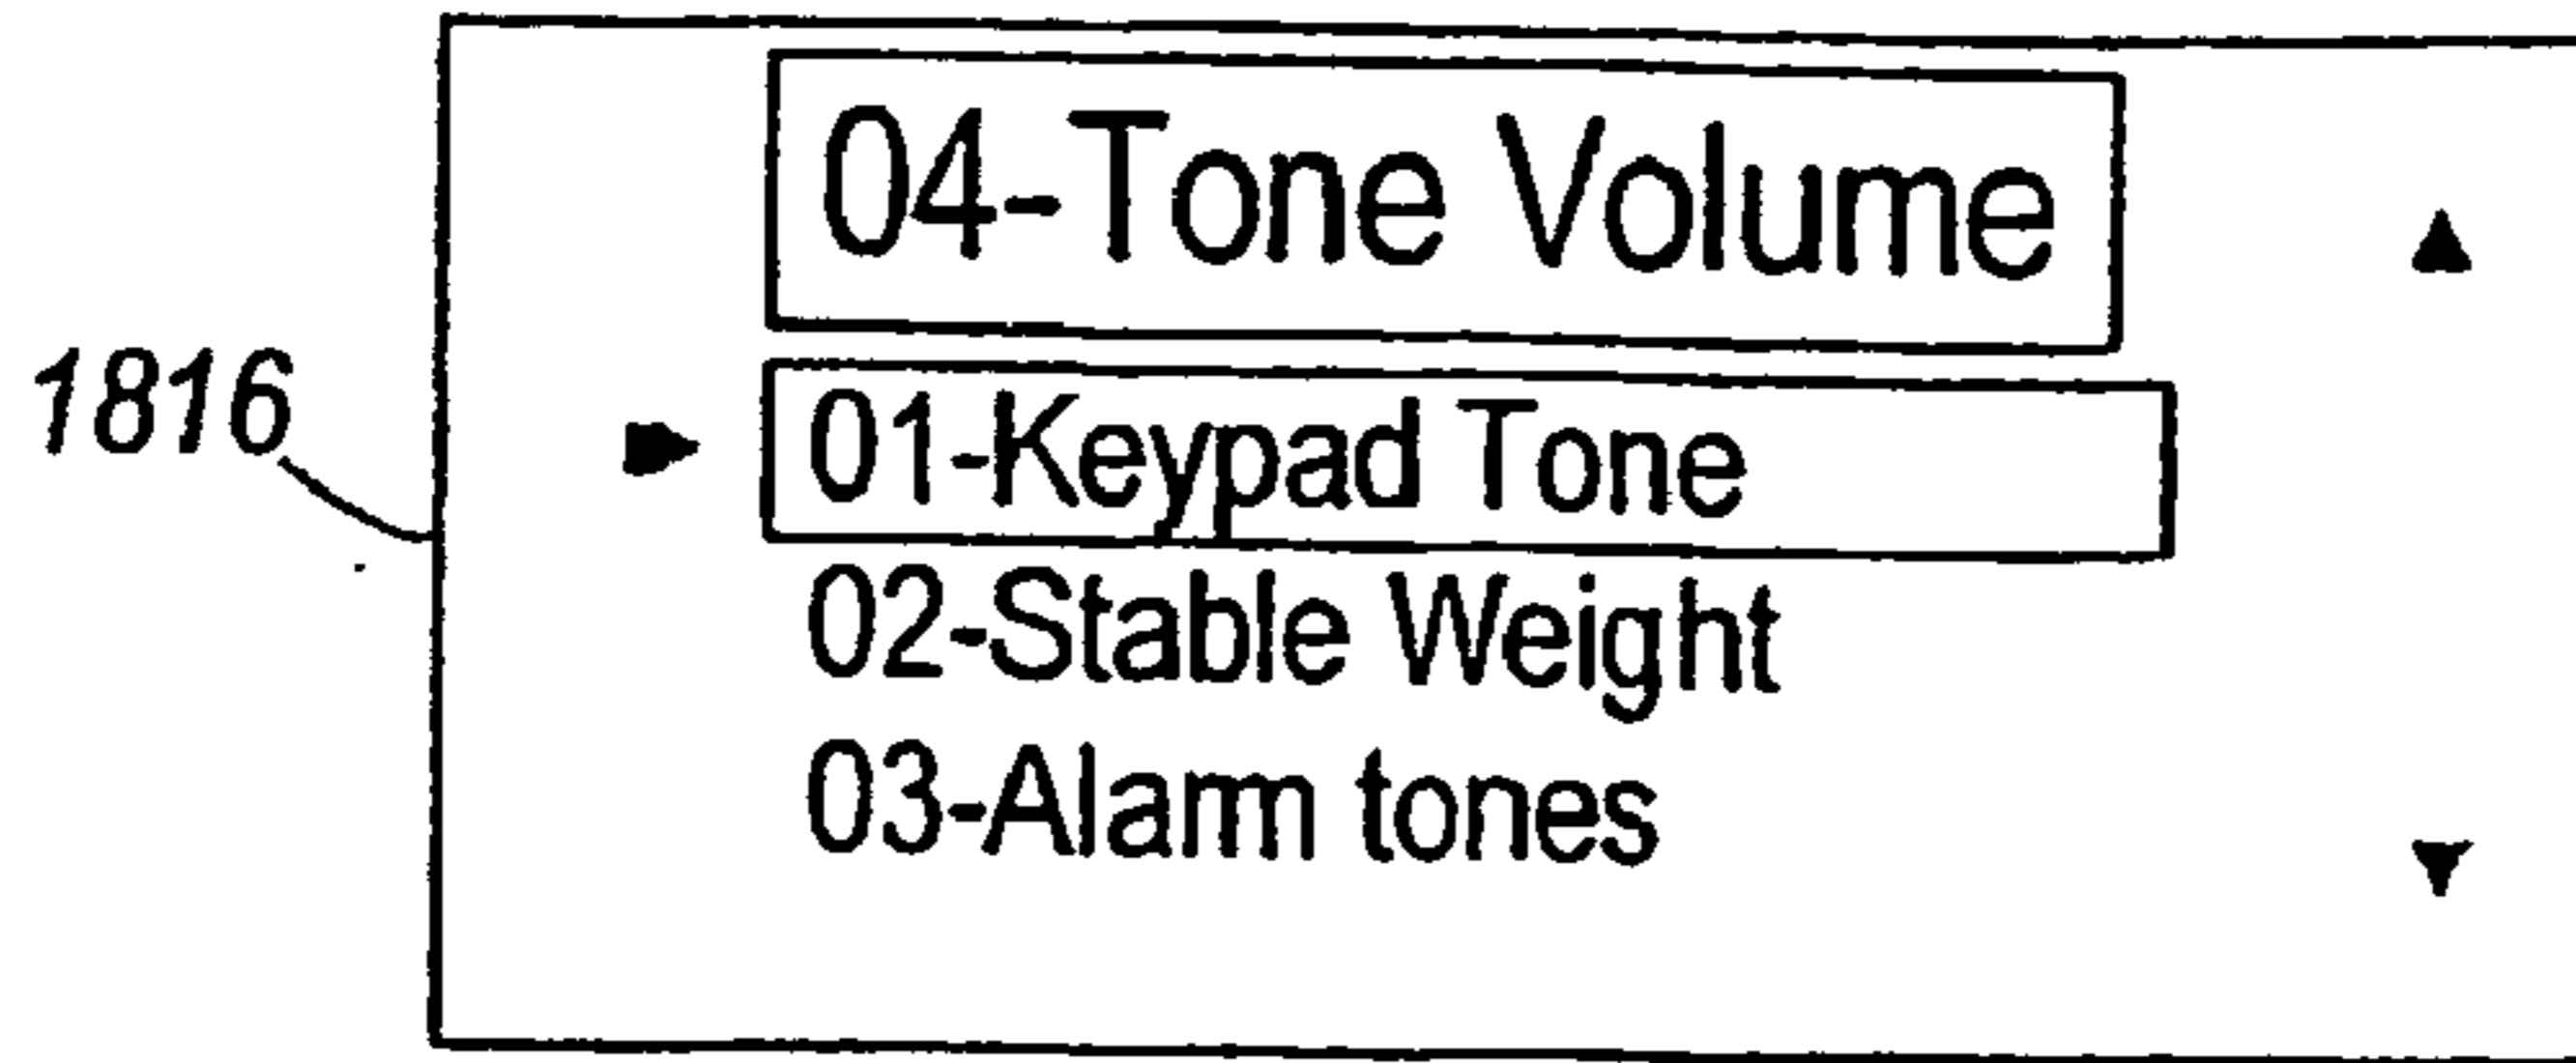 04-Tone Volume
1816
01-Keypad Tone
02-Stable Weight
03-Alarm tones